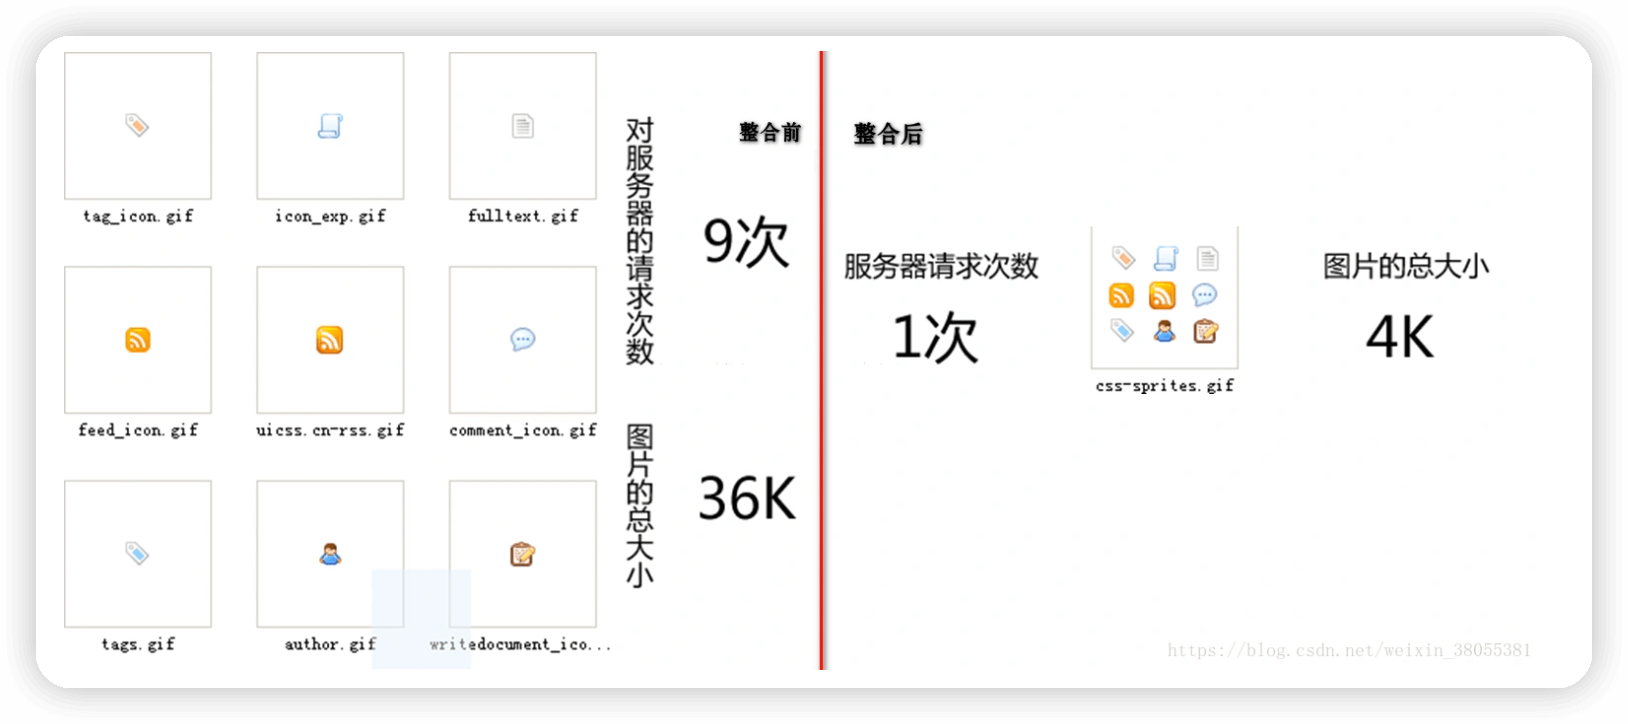 tag_icon.gif
icon_exp.gif
fulltext.gif
feed_icon.gif
uicss.cn-rss.gif
comment_icon.gif
tags.gif
author.gif
writedocument_ico...
对服务器的请求次数
整合前
9次
图片的总大小
36K
整合后
服务器请求次数
1次
css-sprites.gif
图片的总大小
4K
https://blog.csdn.net/weixin_38055381